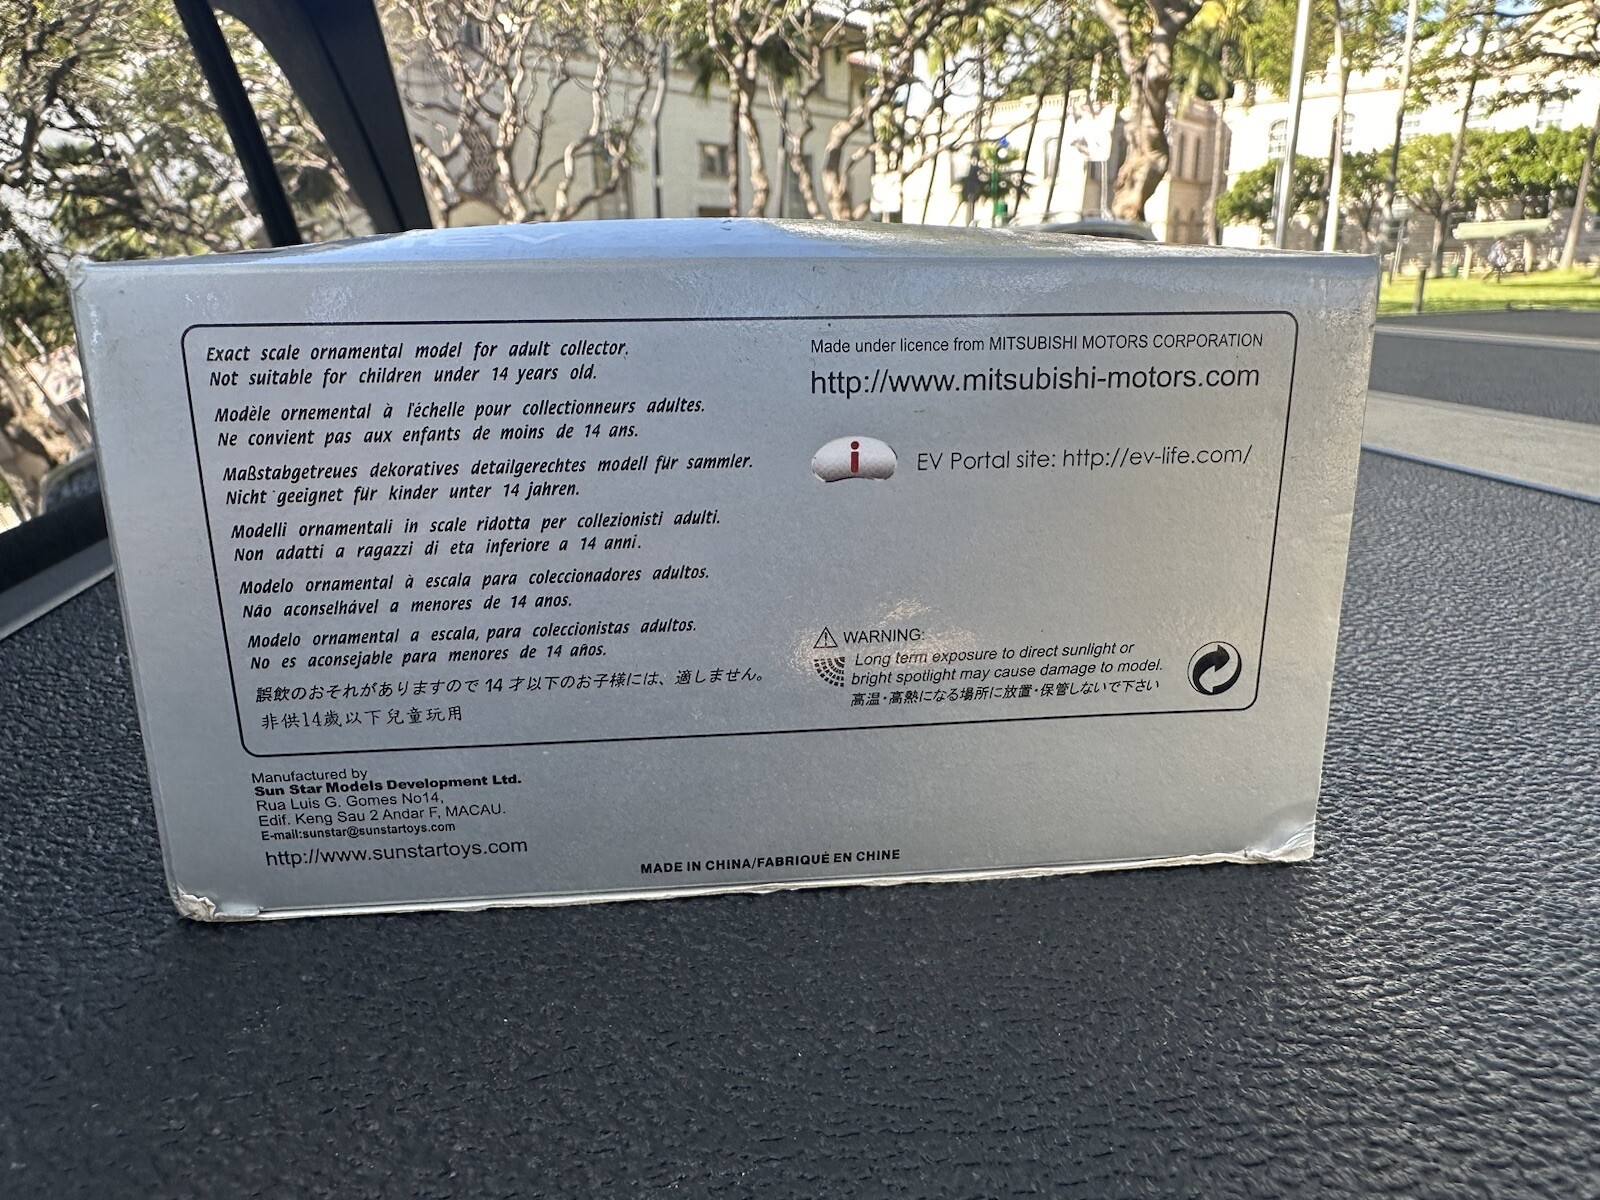 EV
Exact scale ornamental model for adult collector.
Not suitable for children under 14 years old.
Modèle ornemental à l'échelle pour collectionneurs adultes.
Ne convient pas aux enfants de moins de 14 ans.
Maßstabgetreues dekoratives detailgerechtes modell für sammler.
Nicht geeignet für kinder unter 14 jahren.
Modelli ornamentali in scale ridotta per collezionisti adulti.
Non adatti a ragazzi di eta inferiore a 14 anni.
Modelo ornamental à escala para coleccionadores adultos.
Não aconselhável a menores de 14 anos.
Modelo ornamental a escala, para coleccionistas adultos.
No es aconsejable para menores de 14 años.
誤飲のおそれがありますので 14 才以下のお子様には、適しません。
非供14歲以下兒童玩用
Made under licence from MITSUBISHI MOTORS CORPORATION
http://www.mitsubishi-motors.com
i EV Portal site: http://ev-life.com/
WARNING:
Long term exposure to direct sunlight or
bright spotlight may cause damage to model.
高温・高熱になる場所に放置・保管しないで下さい
Manufactured by
Sun Star Models Development Ltd.
Rua Luis G. Gomes No14,
Edif. Keng Sau 2 Andar F, MACAU.
E-mail:sunstar@sunstartoys.com
http://www.sunstartoys.com
MADE IN CHINA/FABRIQUÉ EN CHINE